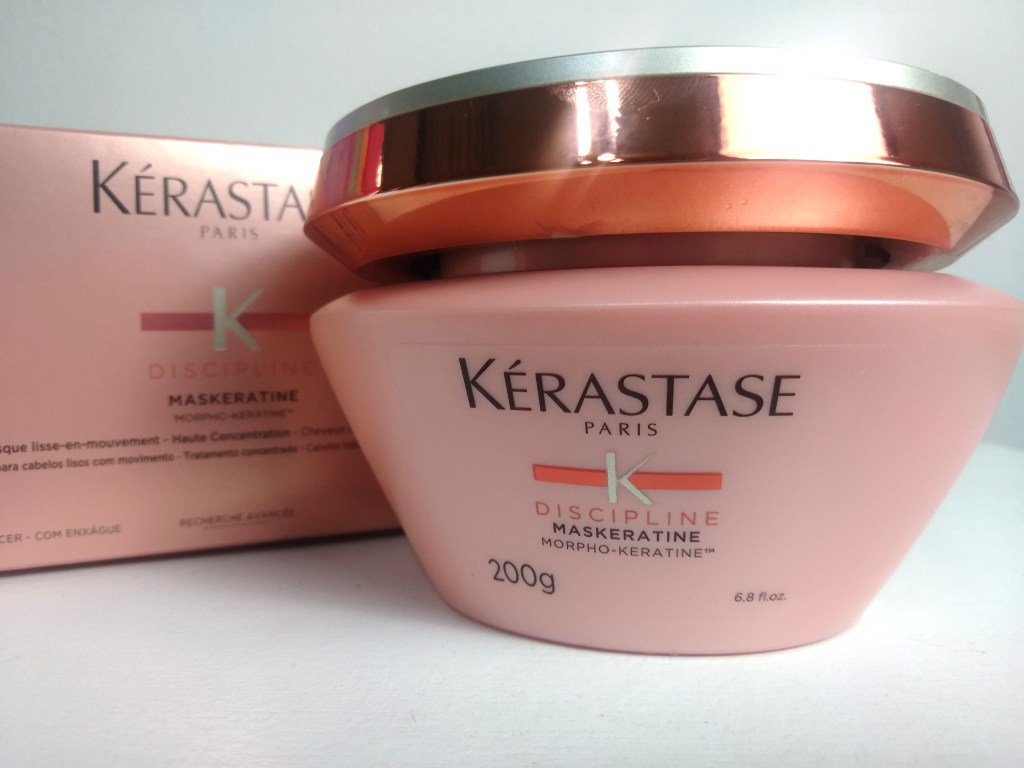 KÉRASTA
PARIS
K
DISCIPLINE
MASKERATINE
MORPHO-KERATINE™
sque lisse-en-mouvement - Haute Concentration - Cheveux
para cabelos lisos com movimento - Tratamento concentrado - Cabelos
CER - COM ENXÁGUE
RECHERCHE AVANCÉE
KÉRASTASE
PARIS
K
DISCIPLINE
MASKERATINE
MORPHO-KERATINE™
200g
6.8 fl.oz.